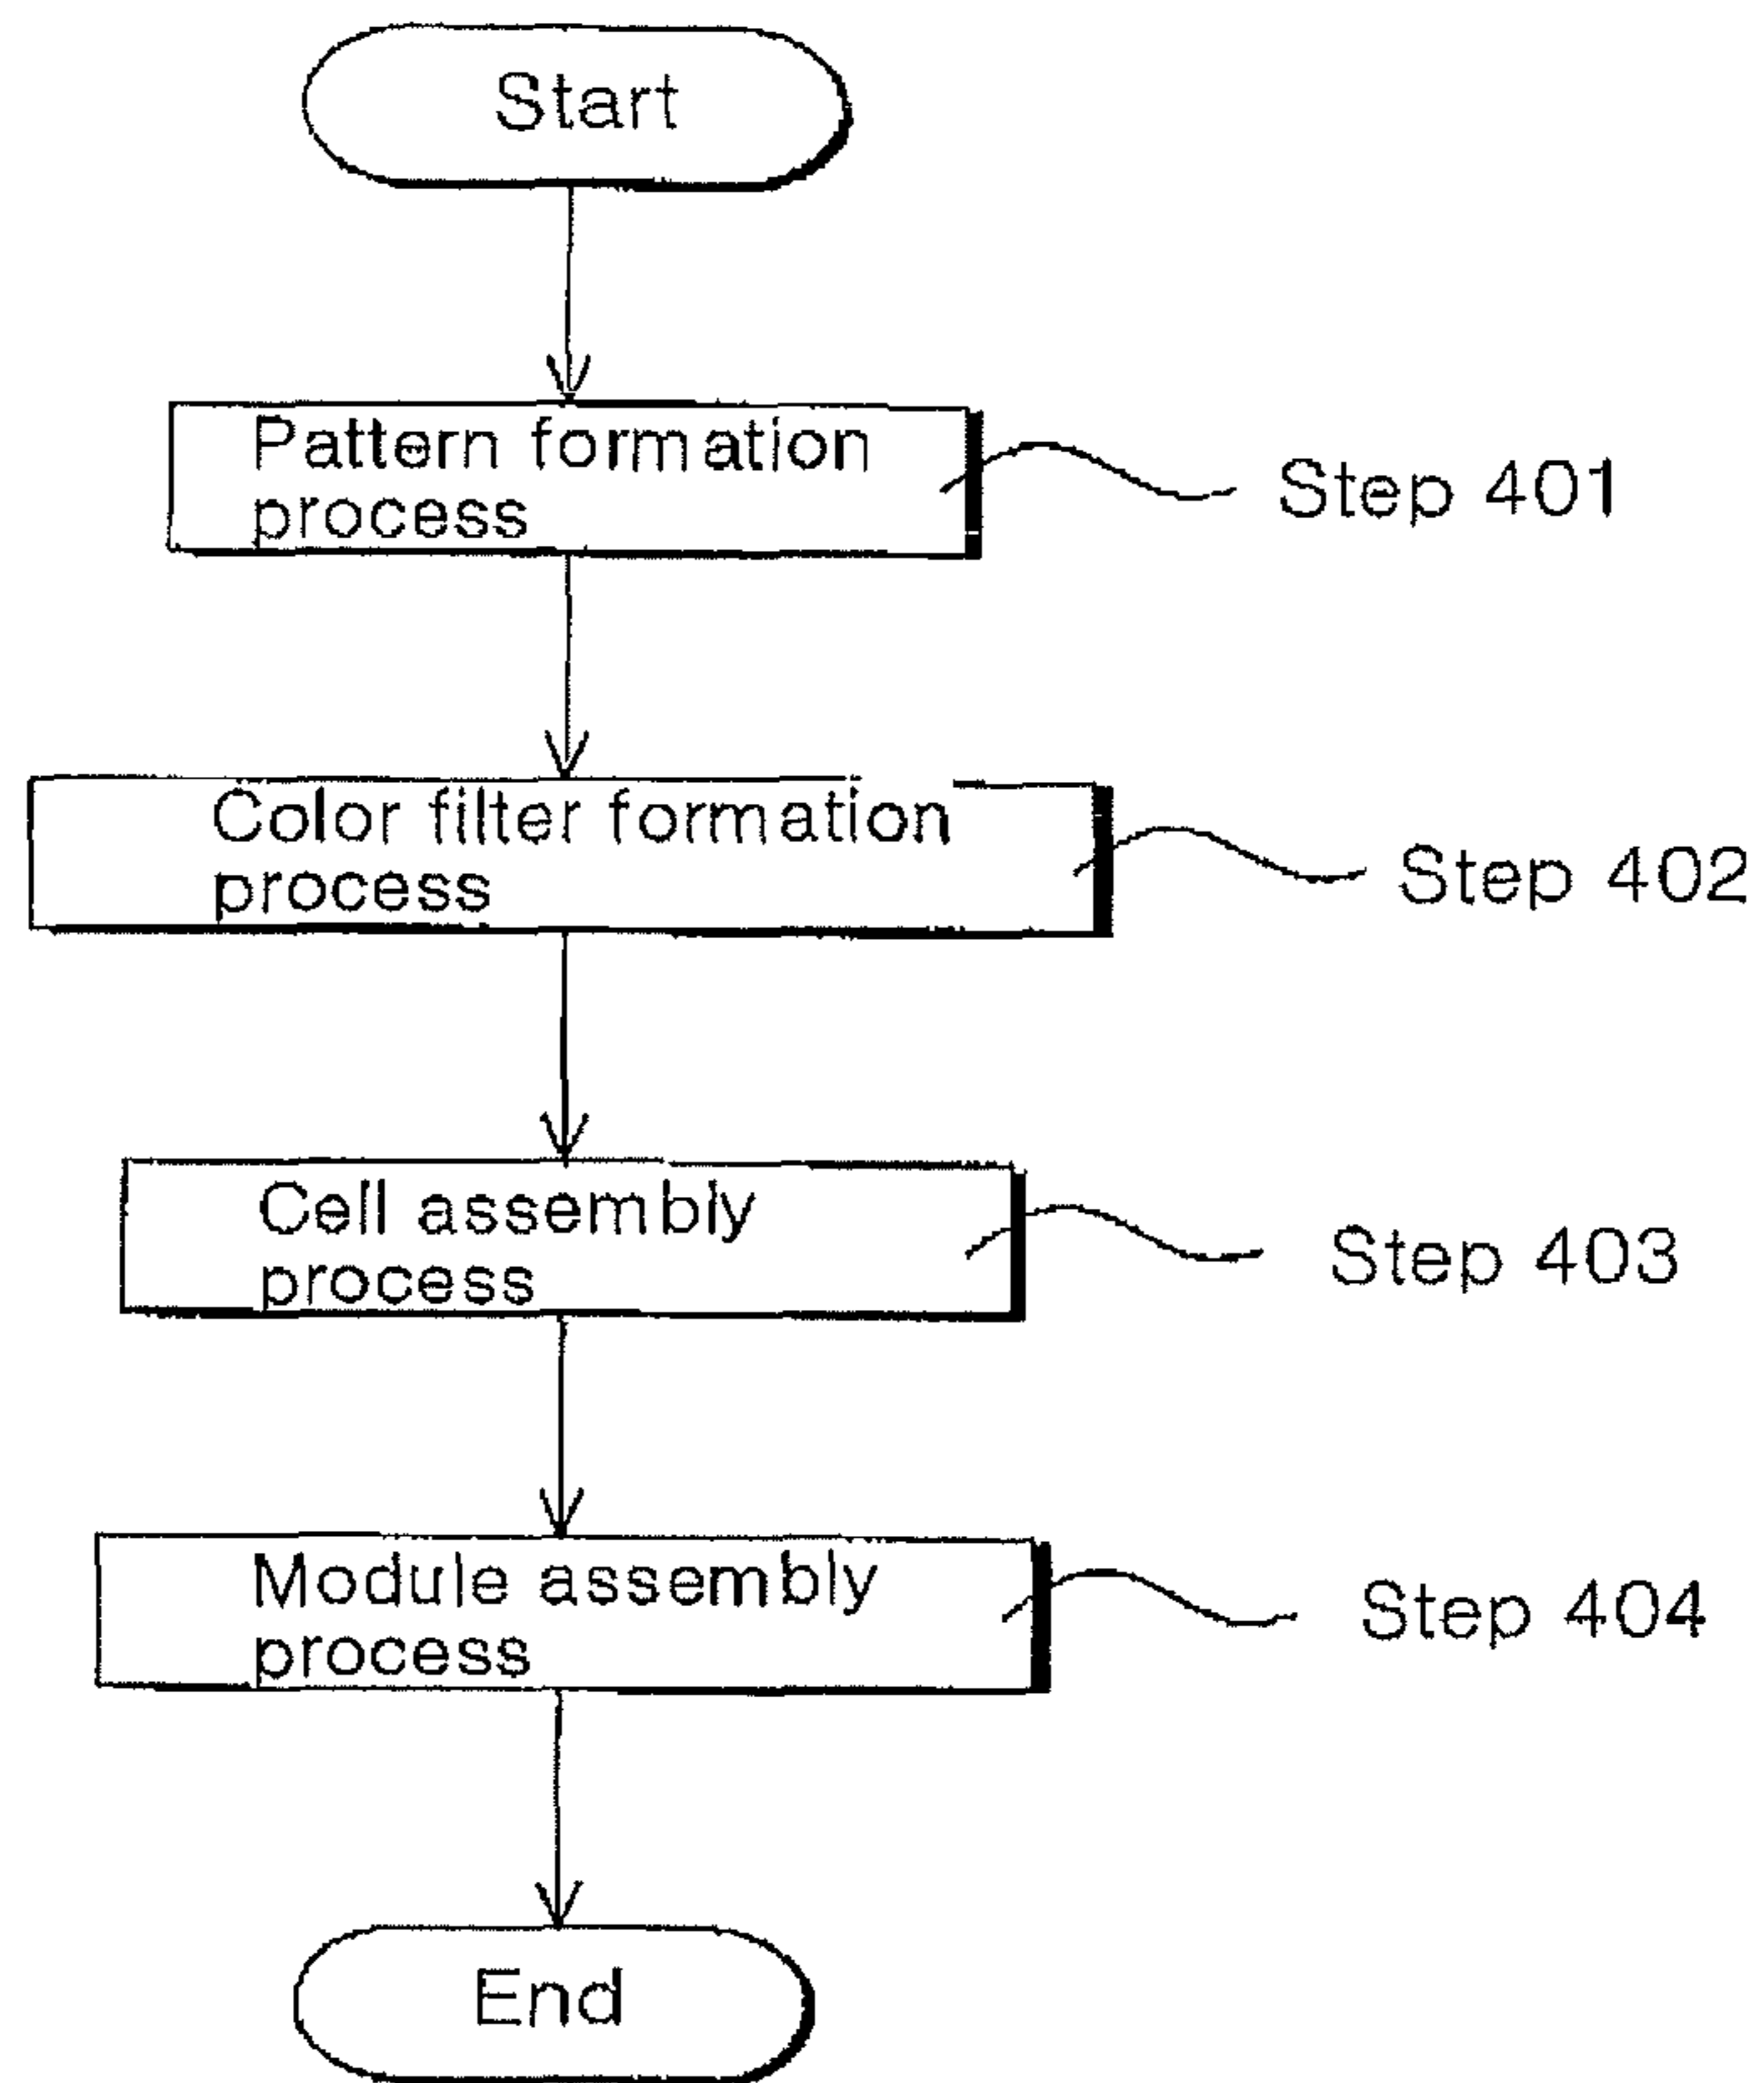 Start
Pattern formation
process
Step 401
Color filter formation
process
Step 402
Cell assembly
process
Step 403
Module assembly
process
Step 404
End